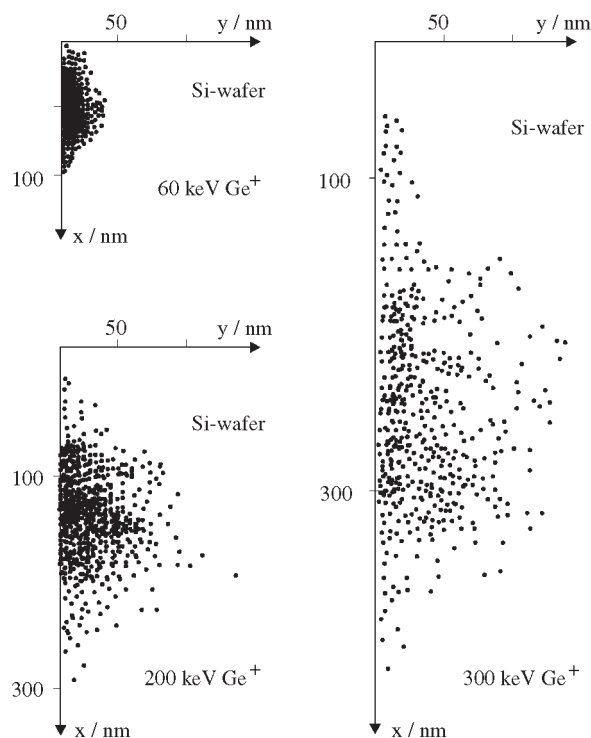 50 y / nm
Si-wafer
100
60 keV Ge⁺
x / nm
50 y / nm
Si-wafer
100
300
200 keV Ge⁺
x / nm
50 y / nm
Si-wafer
100
300
300 keV Ge⁺
x / nm